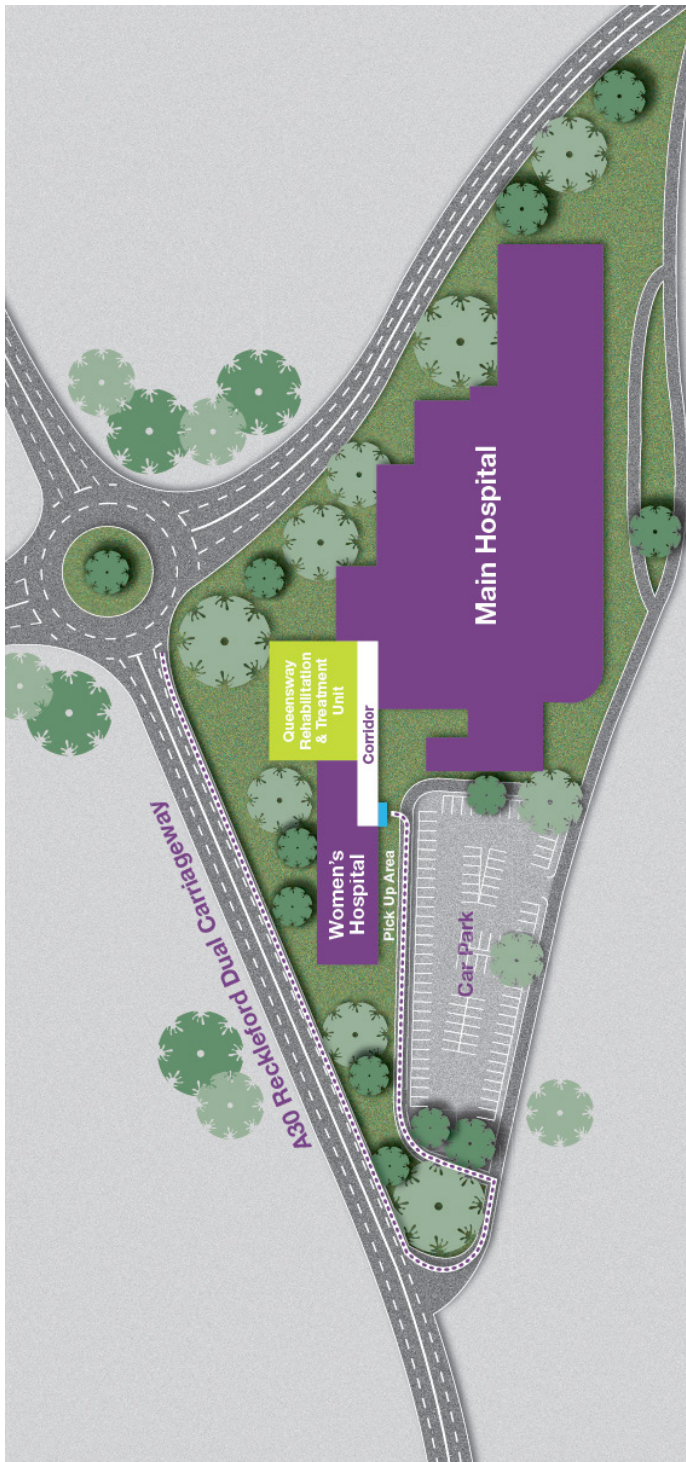 A30 Reckleford Dual Carriageway
Queensway
Rehabilitation
& Treatment
Unit
Corridor
Women's
Hospital
Pick Up Area
Car Park
Main Hospital